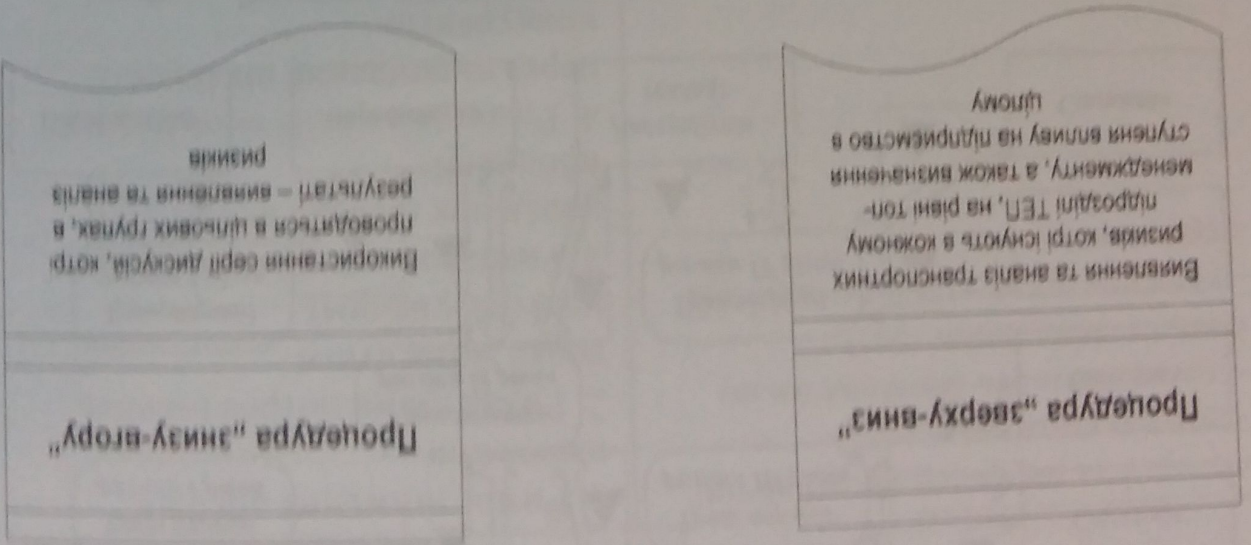 Процедура „зверху-вниз"
Виявлення та аналіз транспортних
ризиків, котрі існують в кожному
підрозділі ТЕП, на рівні топ-
менеджменту, а також визначення
ступеня впливу на підприємство в
цілому
Процедура „знизу-вгору"
Використання серії дискусій, котрі
проводяться в цільових групах, в
результаті – виявлення та аналіз
ризиків